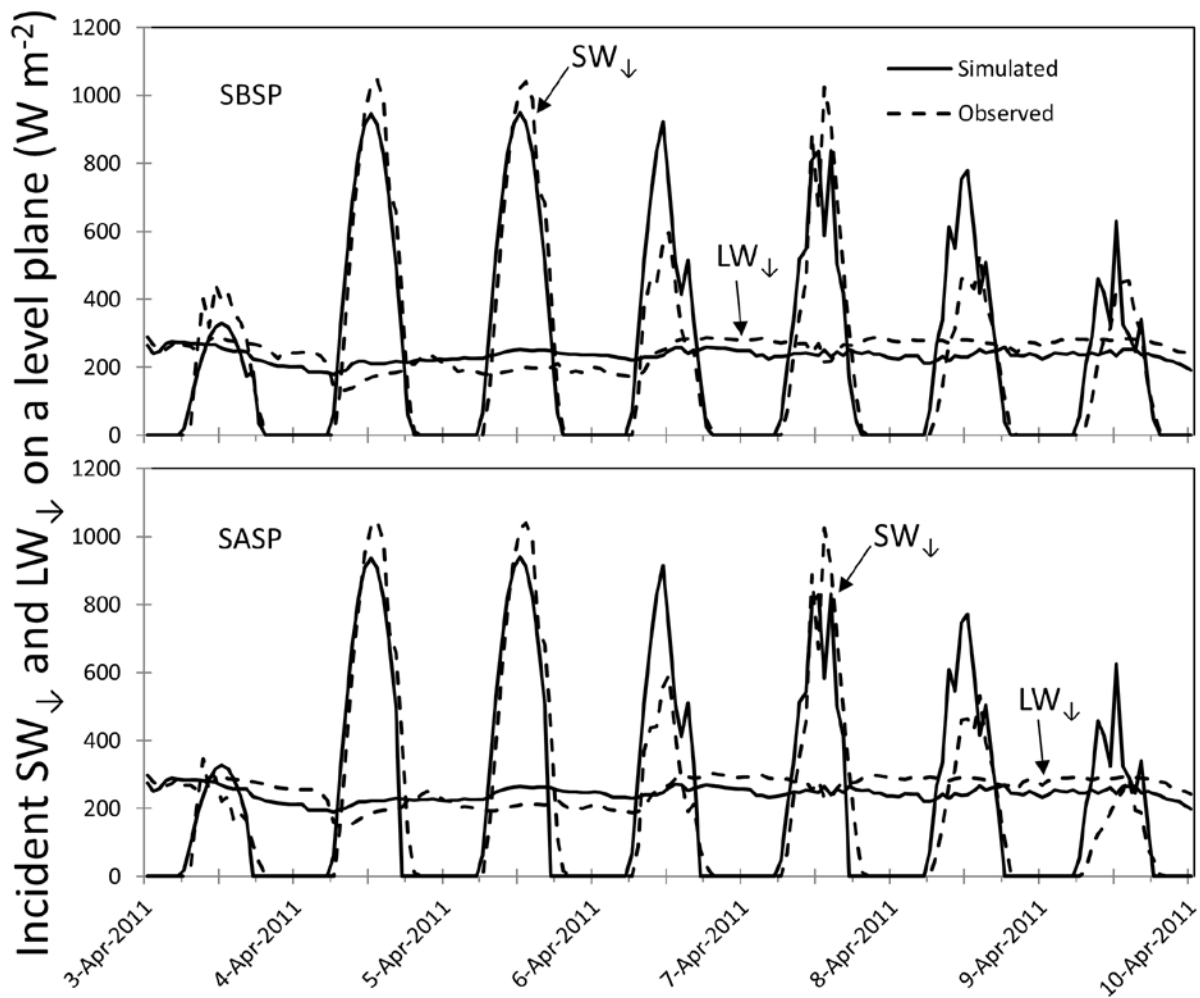 Incident SW↓ and LW↓ on a level plane (W m⁻²)
1200
1000
800
600
400
200
0
SBSP
SW↓
LW↓
Simulated
Observed
1200
1000
800
600
400
200
0
SASP
SW↓
LW↓
3-Apr-2011
4-Apr-2011
5-Apr-2011
6-Apr-2011
7-Apr-2011
8-Apr-2011
9-Apr-2011
10-Apr-2011